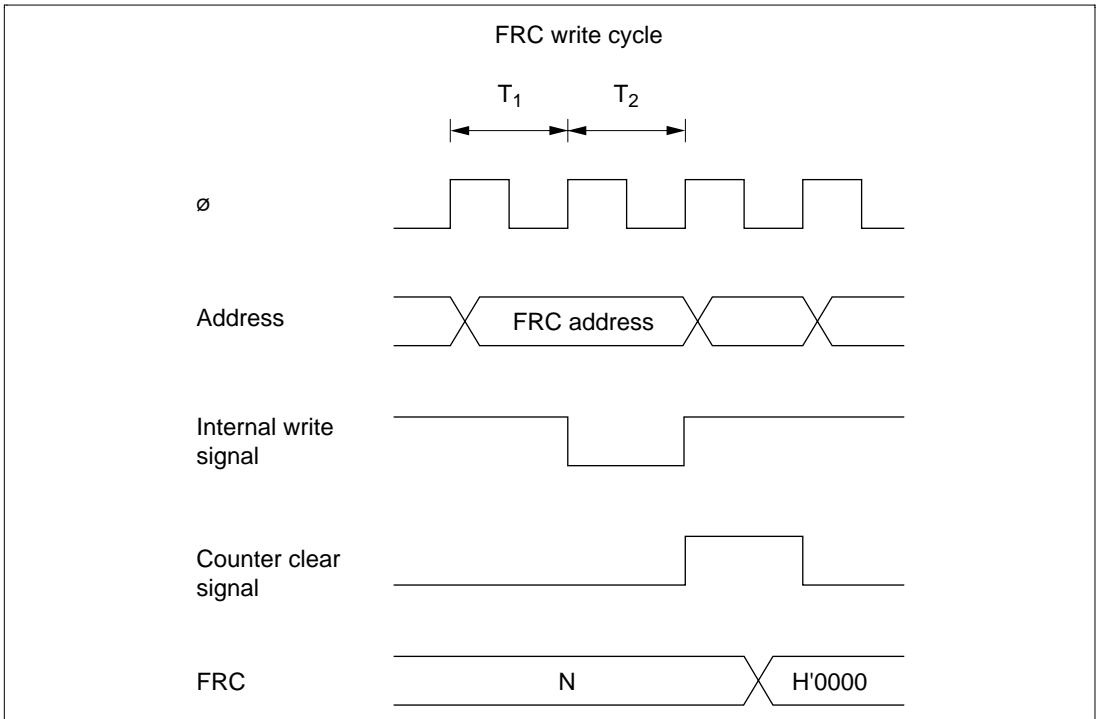 FRC write cycle
T₁ T₂
ø
Address
FRC address
Internal write
signal
Counter clear
signal
FRC
N
H'0000